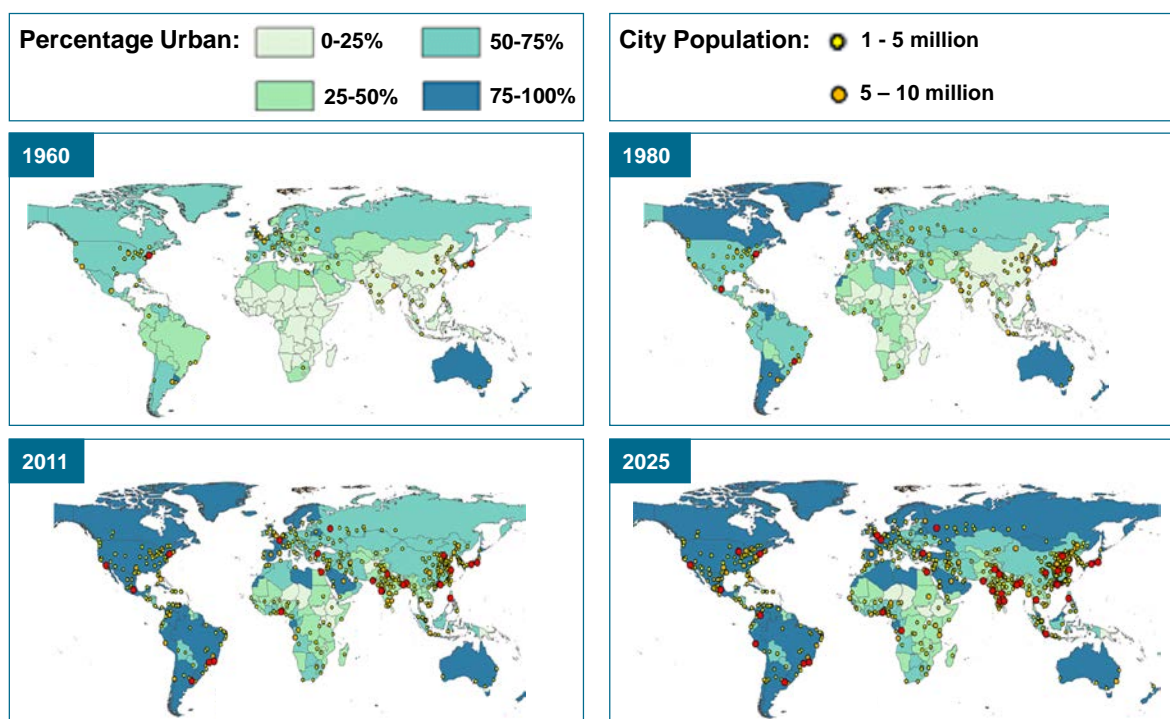 Percentage Urban:
0-25%
50-75%
25-50%
75-100%
City Population:
1 - 5 million
5 – 10 million
1960
1980
2011
2025